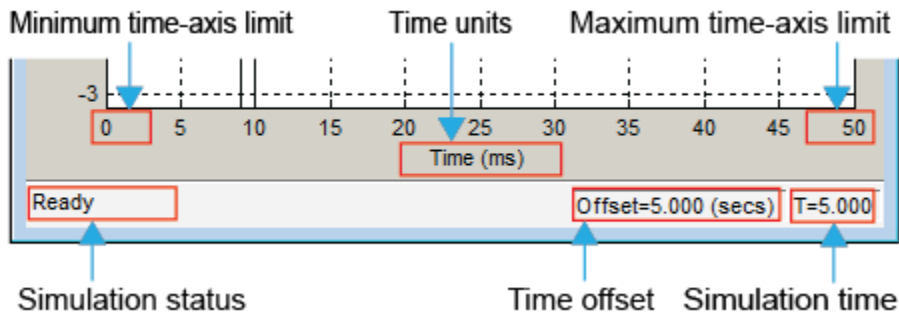 Minimum time-axis limit Time units Maximum time-axis limit
-3
0 5 10 15 20 25 30 35 40 45 50
Time (ms)
Ready Offset=5.000 (secs) T=5.000
Simulation status Time offset Simulation time